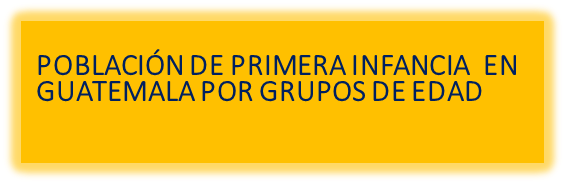 POBLACIÓN DE PRIMERA INFANCIA EN
GUATEMALA POR GRUPOS DE EDAD